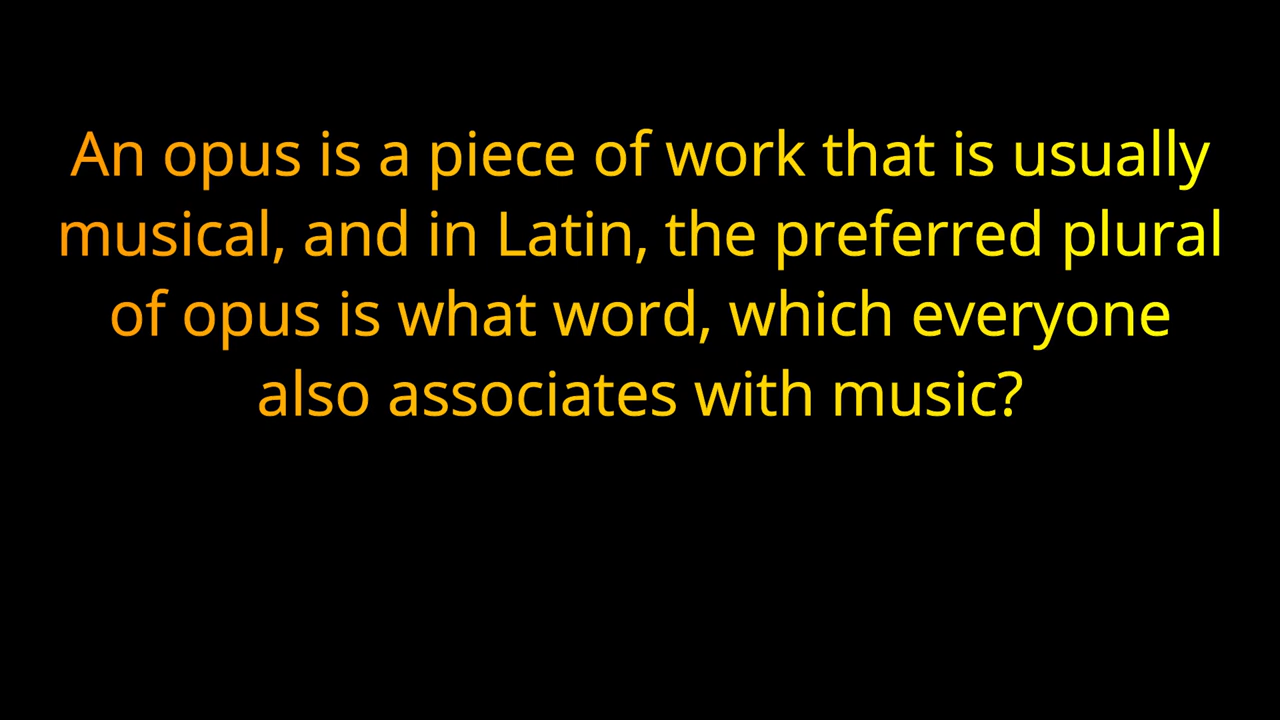 An opus is a piece of work that is usually
musical, and in Latin, the preferred plural
of opus is what word, which everyone
also associates with music?